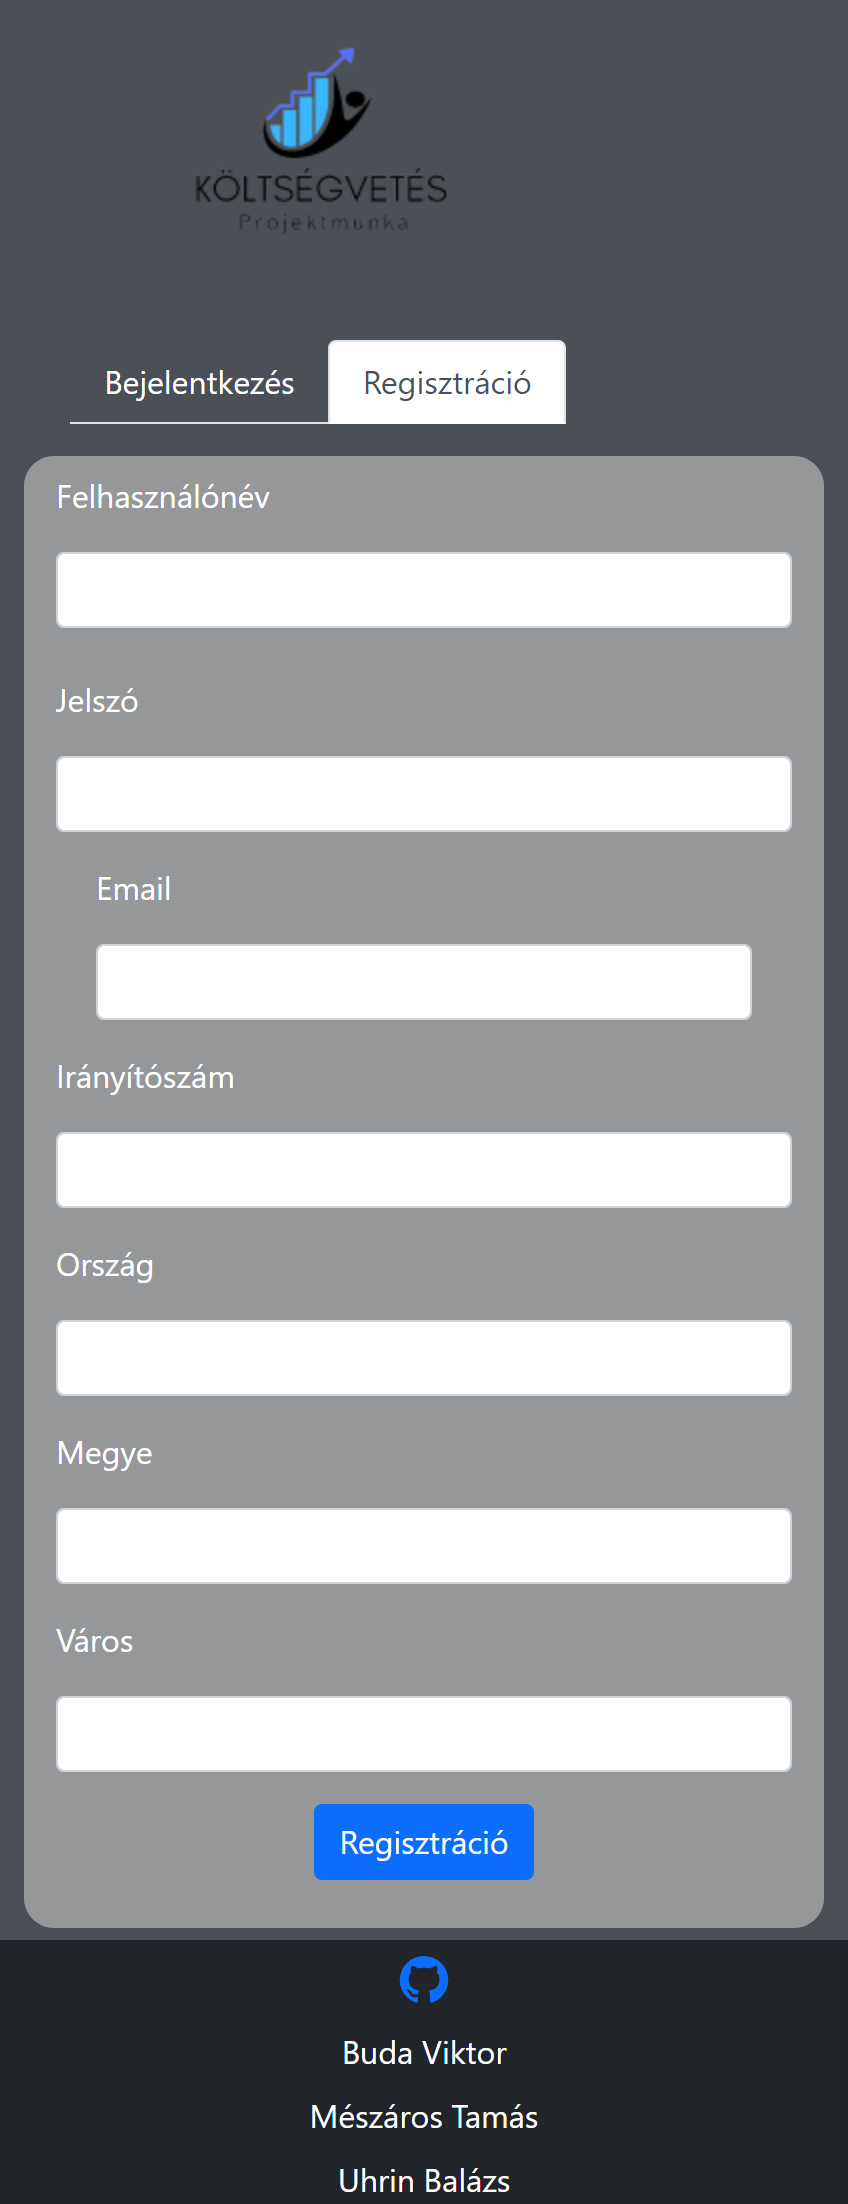 KÖLTSÉGVETÉS
Projektmunka
Bejelentkezés
Regisztráció
Felhasználónév
Jelszó
Email
Irányítószám
Ország
Megye
Város
Regisztráció
Buda Viktor
Mészáros Tamás
Uhrin Balázs